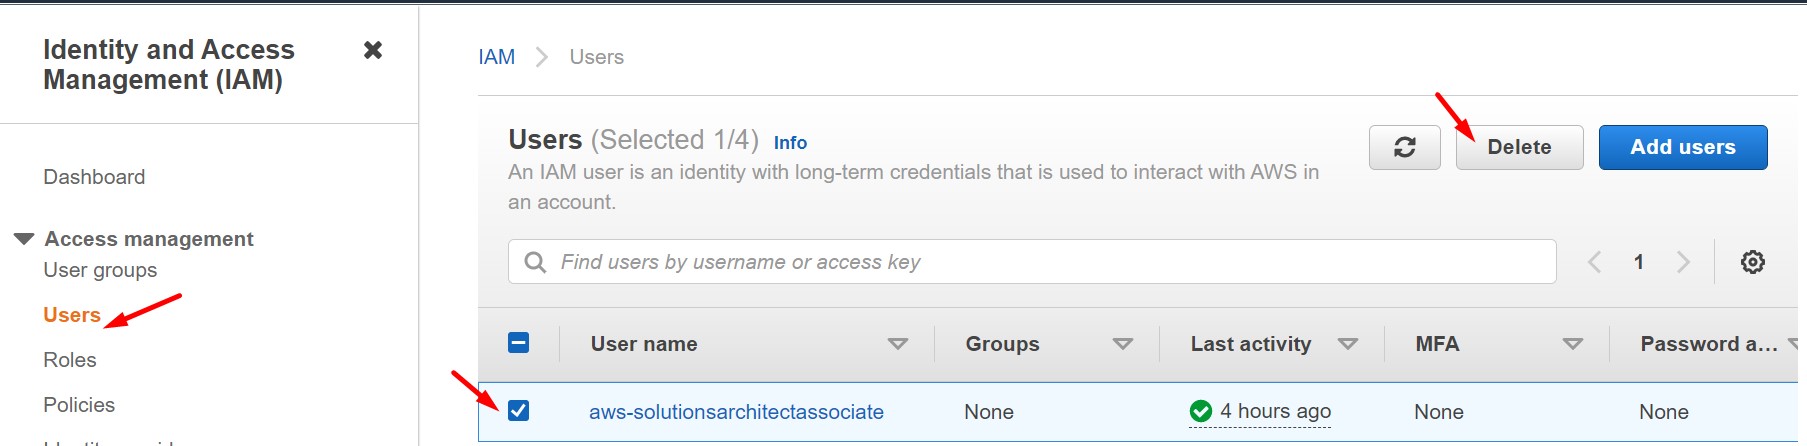 Identity and Access
Management (IAM)
Dashboard
Access management
User groups
Users
Roles
Policies
IAM
Users
Users (Selected 1/4) Info
An IAM user is an identity with long-term credentials that is used to interact with AWS in
an account.
Delete
Add users
Find users by username or access key
1
User name Groups Last activity MFA Password a...
aws-solutionsarchitectassociate None 4 hours ago None None